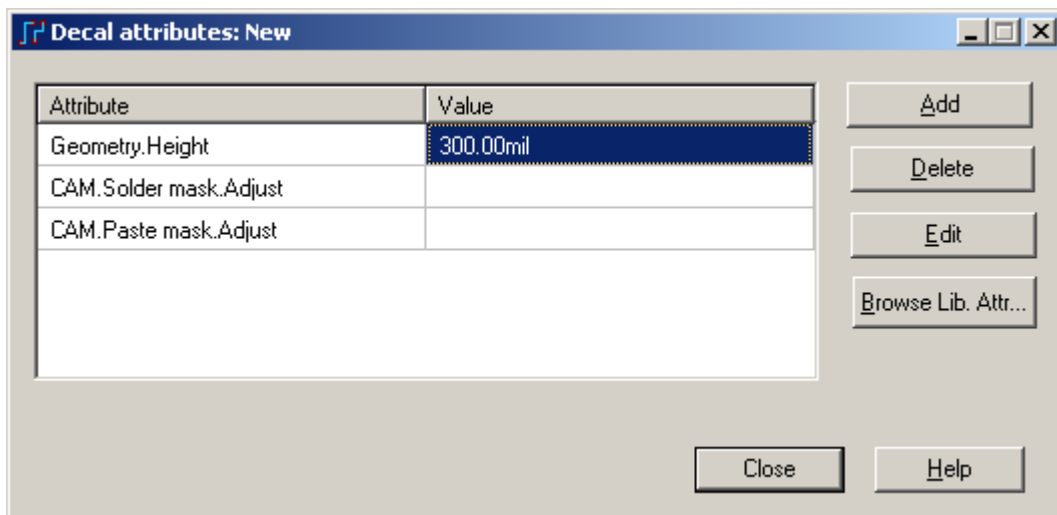 Decal attributes: New
Attribute Value
Geometry.Height 300.00mil
CAM.Solder mask.Adjust
CAM.Paste mask.Adjust
Add
Delete
Edit
Browse Lib. Attr...
Close Help